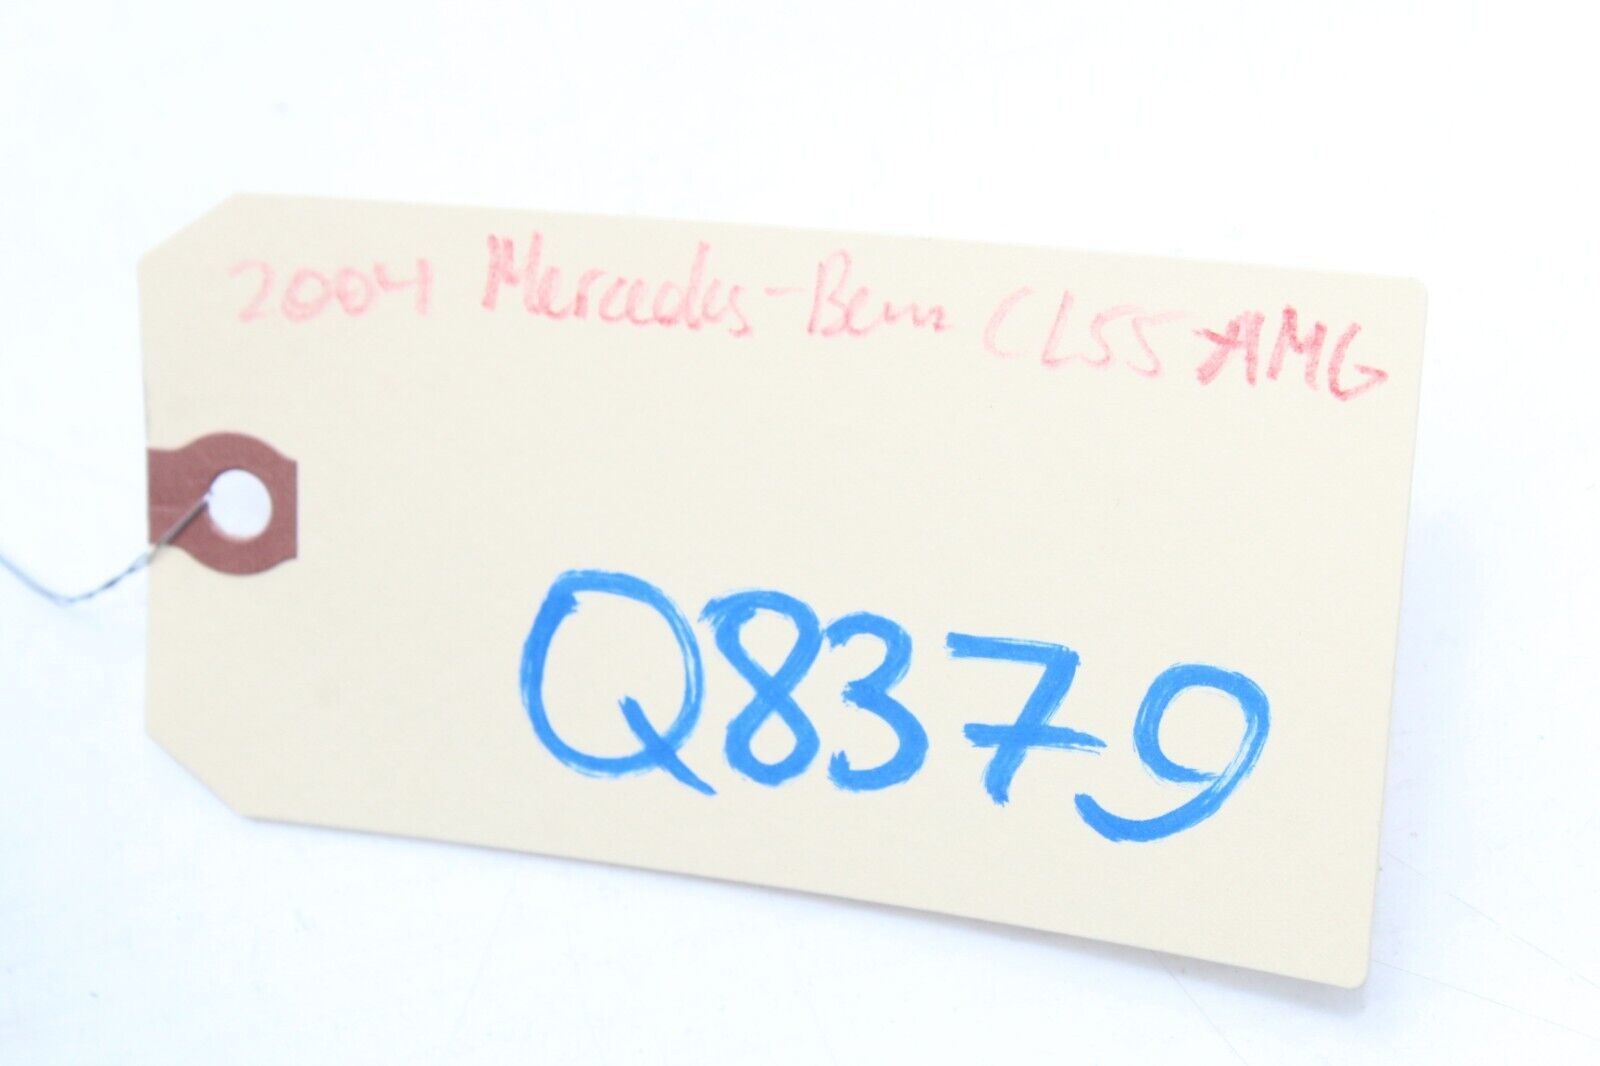 2004 Mercedes-Benz CL55 AMG
Q8379